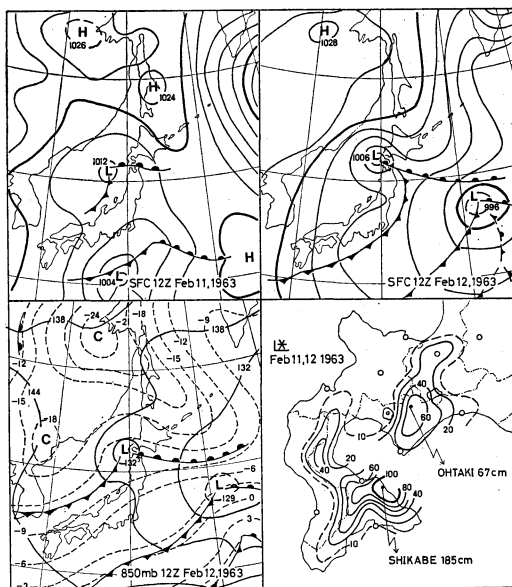 H
1026
H
1024
1012
L
L
1004
H
SFC 12Z Feb 11, 1963
H
1028
1006
L
L
996
SFC 12Z Feb 12, 1963
-24
138
-2
-18
-9
-12
138
-12
C
-15
-15
132
144
-18
C
L
132
-6
L
129
0
-9
3
-6
-3
3
850mb 12Z Feb 12, 1963
Feb 11, 12 1963
40
60
20
10
OHTAKI 67cm
40
20
60
100
80
40
10
SHIKABE 185cm